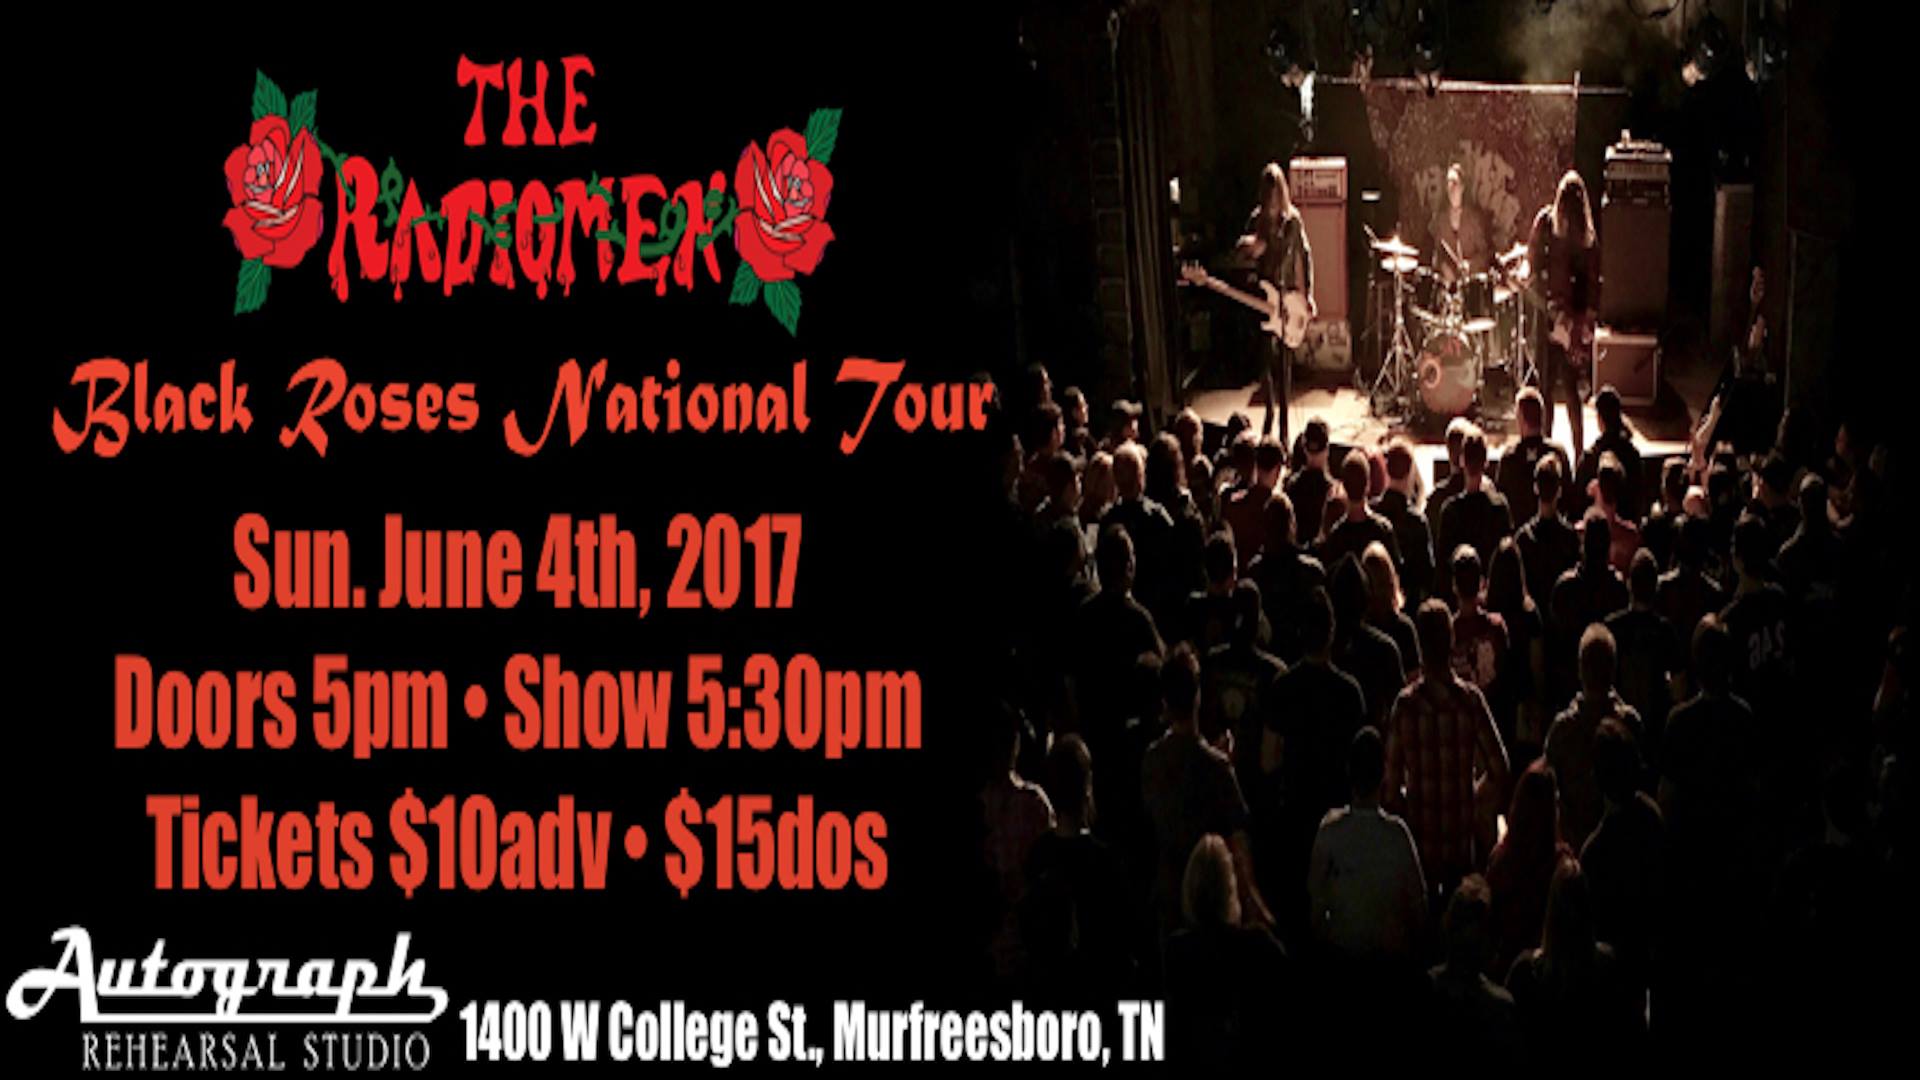 THE
RADIOMEN
Black Roses National Tour
Sun. June 4th, 2017
Doors 5pm • Show 5:30pm
Tickets $10adv • $15dos
Autograph
REHEARSAL STUDIO
1400 W College St., Murfreesboro, TN